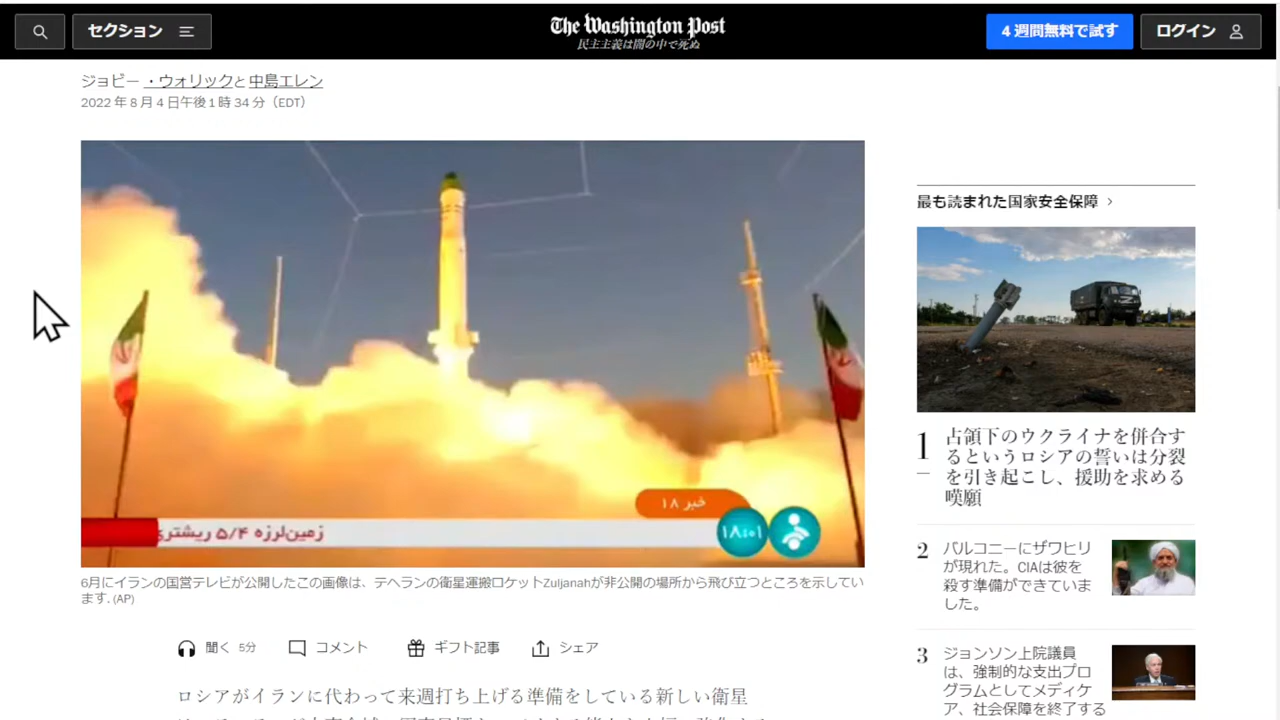 セクション
The Washington Post
民主主義は闇の中で死ぬ
4 週間無料で試す
ログイン
ジョビー・ウォリックと 中島エレン
2022 年 8 月 4 日午後 1 時 34 分（EDT）
خبر ۱۸
زمین‌لرزه ۵/۴ ریشتری
۱۸:۰۱
6月にイランの国営テレビが公開したこの画像は、テヘランの衛星運搬ロケットZuljanahが非公開の場所から飛び立つところを示してい
ます. (AP)
聞く 5分
コメント
ギフト記事
シェア
ロシアがイランに代わって来週打ち上げる準備をしている新しい衛星
最も読まれた国家安全保障 ›
1
占領下のウクライナを併合す
るというロシアの誓いは分裂
を引き起こし、援助を求める
嘆願
2
バルコニーにザワヒリ
が現れた。CIAは彼を
殺す準備ができていま
した。
3
ジョンソン上院議員
は、強制的な支出プロ
グラムとしてメディケ
ア、社会保障を終了する